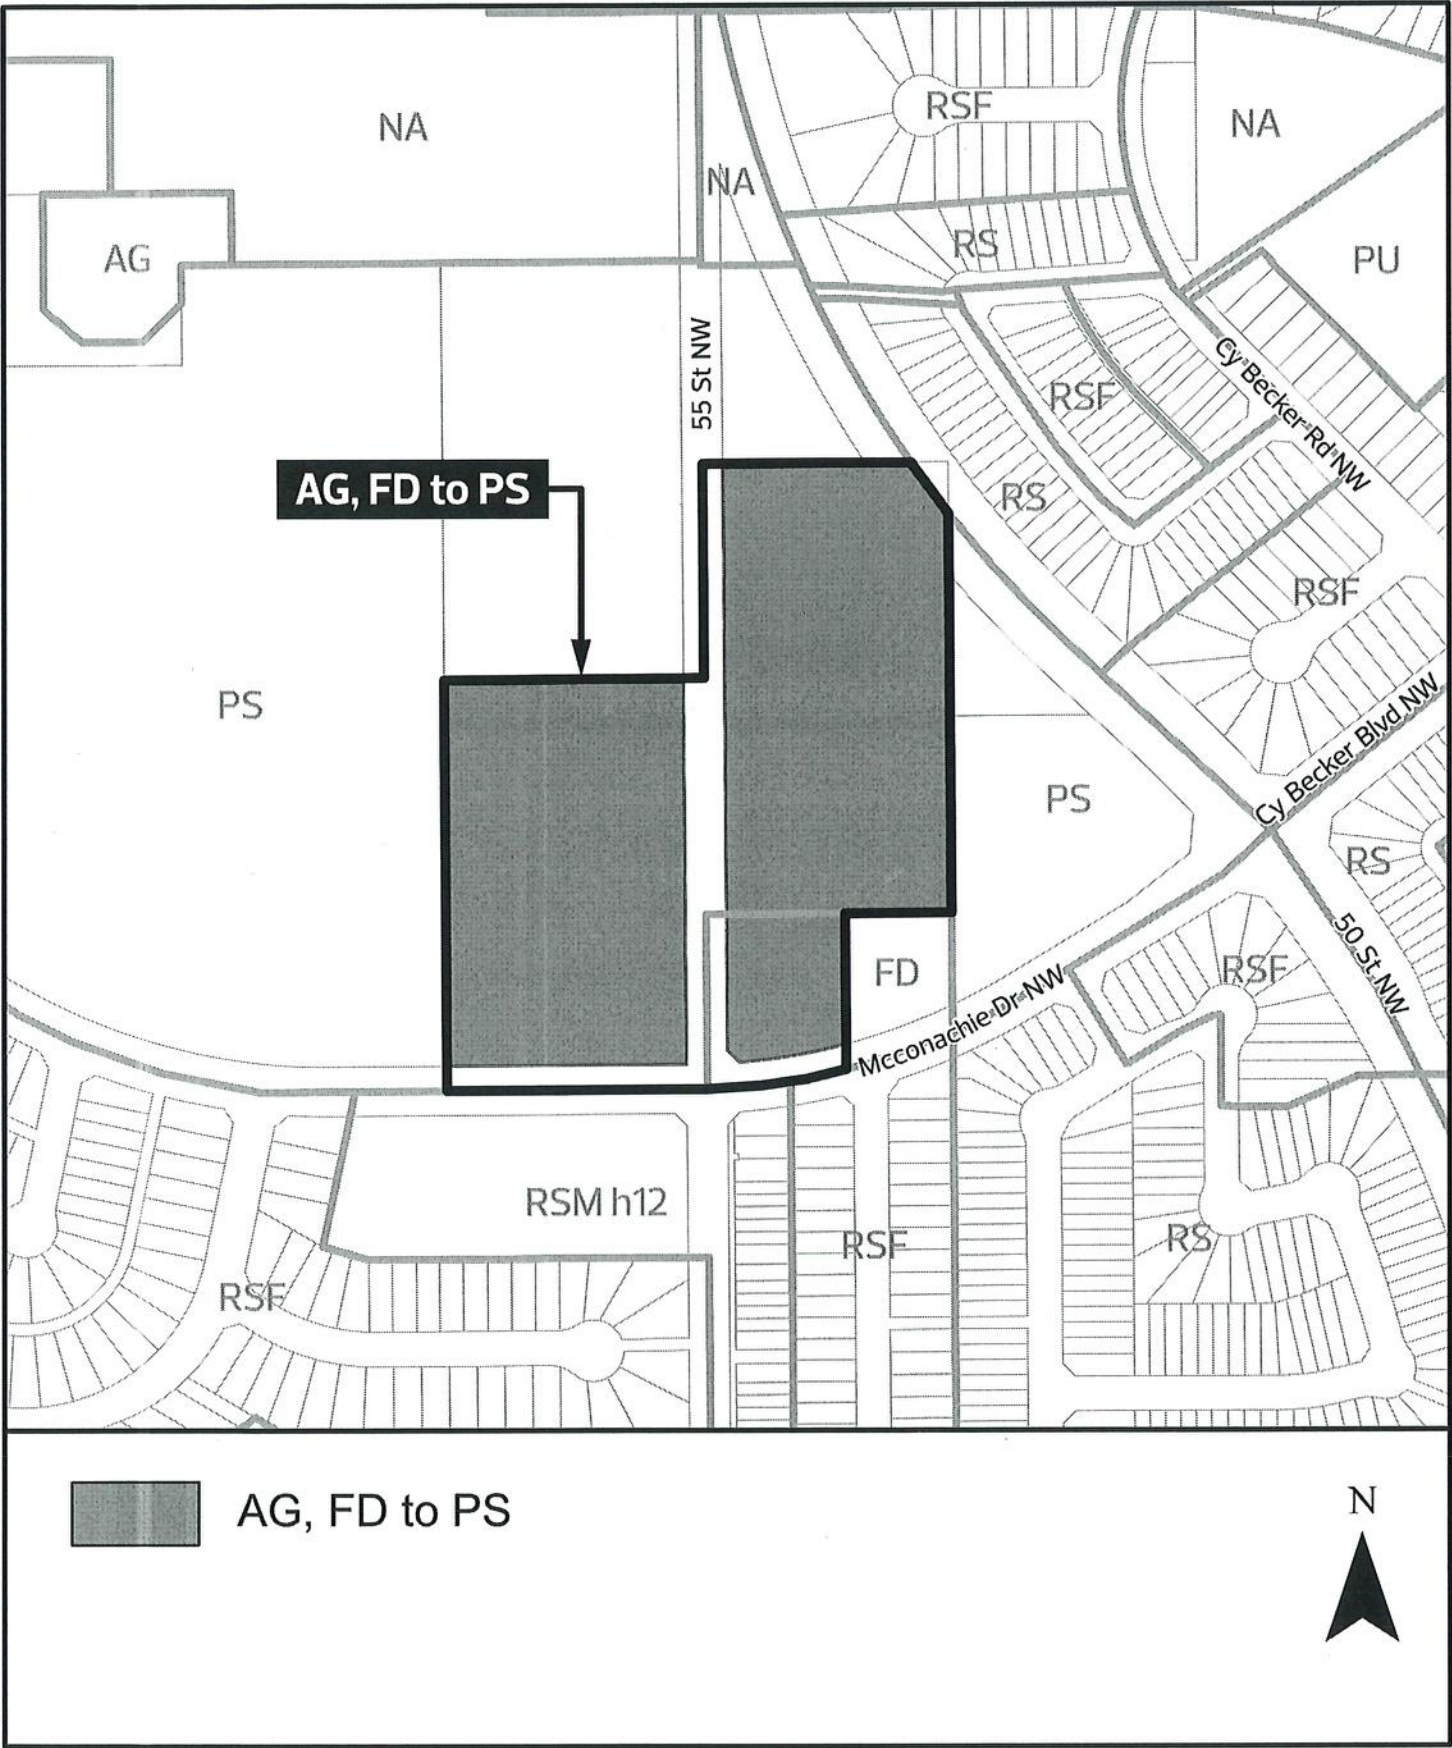 NA
RSF
NA
NA
RS
AG
PU
55 St NW
Cy Becker Rd NW
RSF
AG, FD to PS
RS
RSF
PS
Cy Becker Blvd NW
PS
RS
50 St NW
FD
RSF
Mcconachie Dr NW
RSM h12
RSF
RS
RSF
AG, FD to PS
N